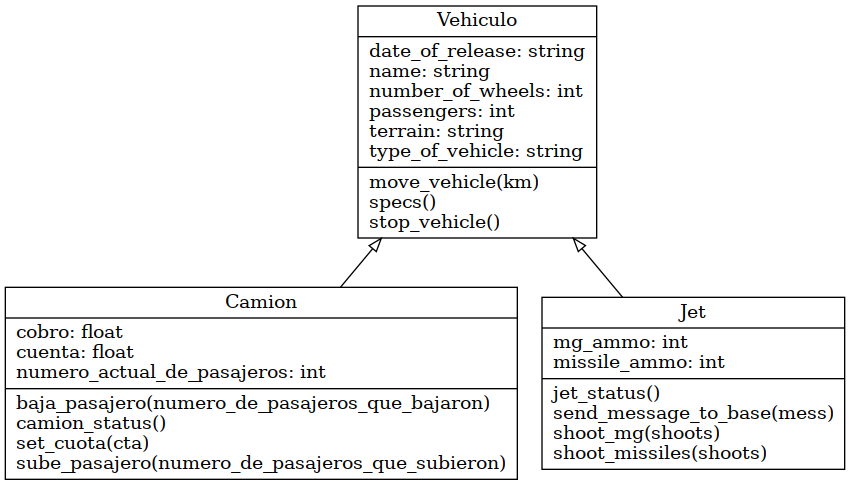 Vehiculo
date_of_release: string
name: string
number_of_wheels: int
passengers: int
terrain: string
type_of_vehicle: string
move_vehicle(km)
specs()
stop_vehicle()
Camion
cobro: float
cuenta: float
numero_actual_de_pasajeros: int
baja_pasajero(numero_de_pasajeros_que_bajaron)
camion_status()
set_cuota(cta)
sube_pasajero(numero_de_pasajeros_que_subieron)
Jet
mg_ammo: int
missile_ammo: int
jet_status()
send_message_to_base(mess)
shoot_mg(shoots)
shoot_missiles(shoots)